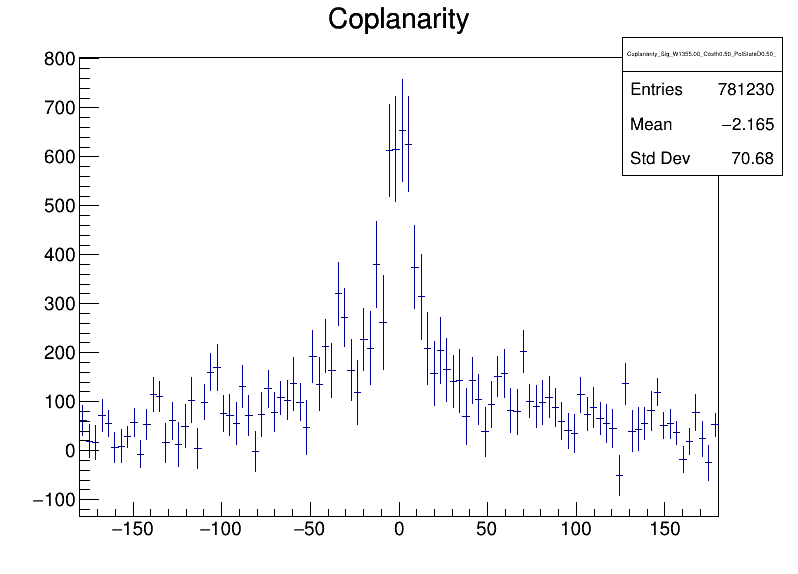 Coplanarity
Coplanarity_Sig_W1355.00_Costh0.50_PolStateD0.50_
Entries 781230
Mean −2.165
Std Dev 70.68
800
700
600
500
400
300
200
100
0
−100
−150 −100 −50 0 50 100 150